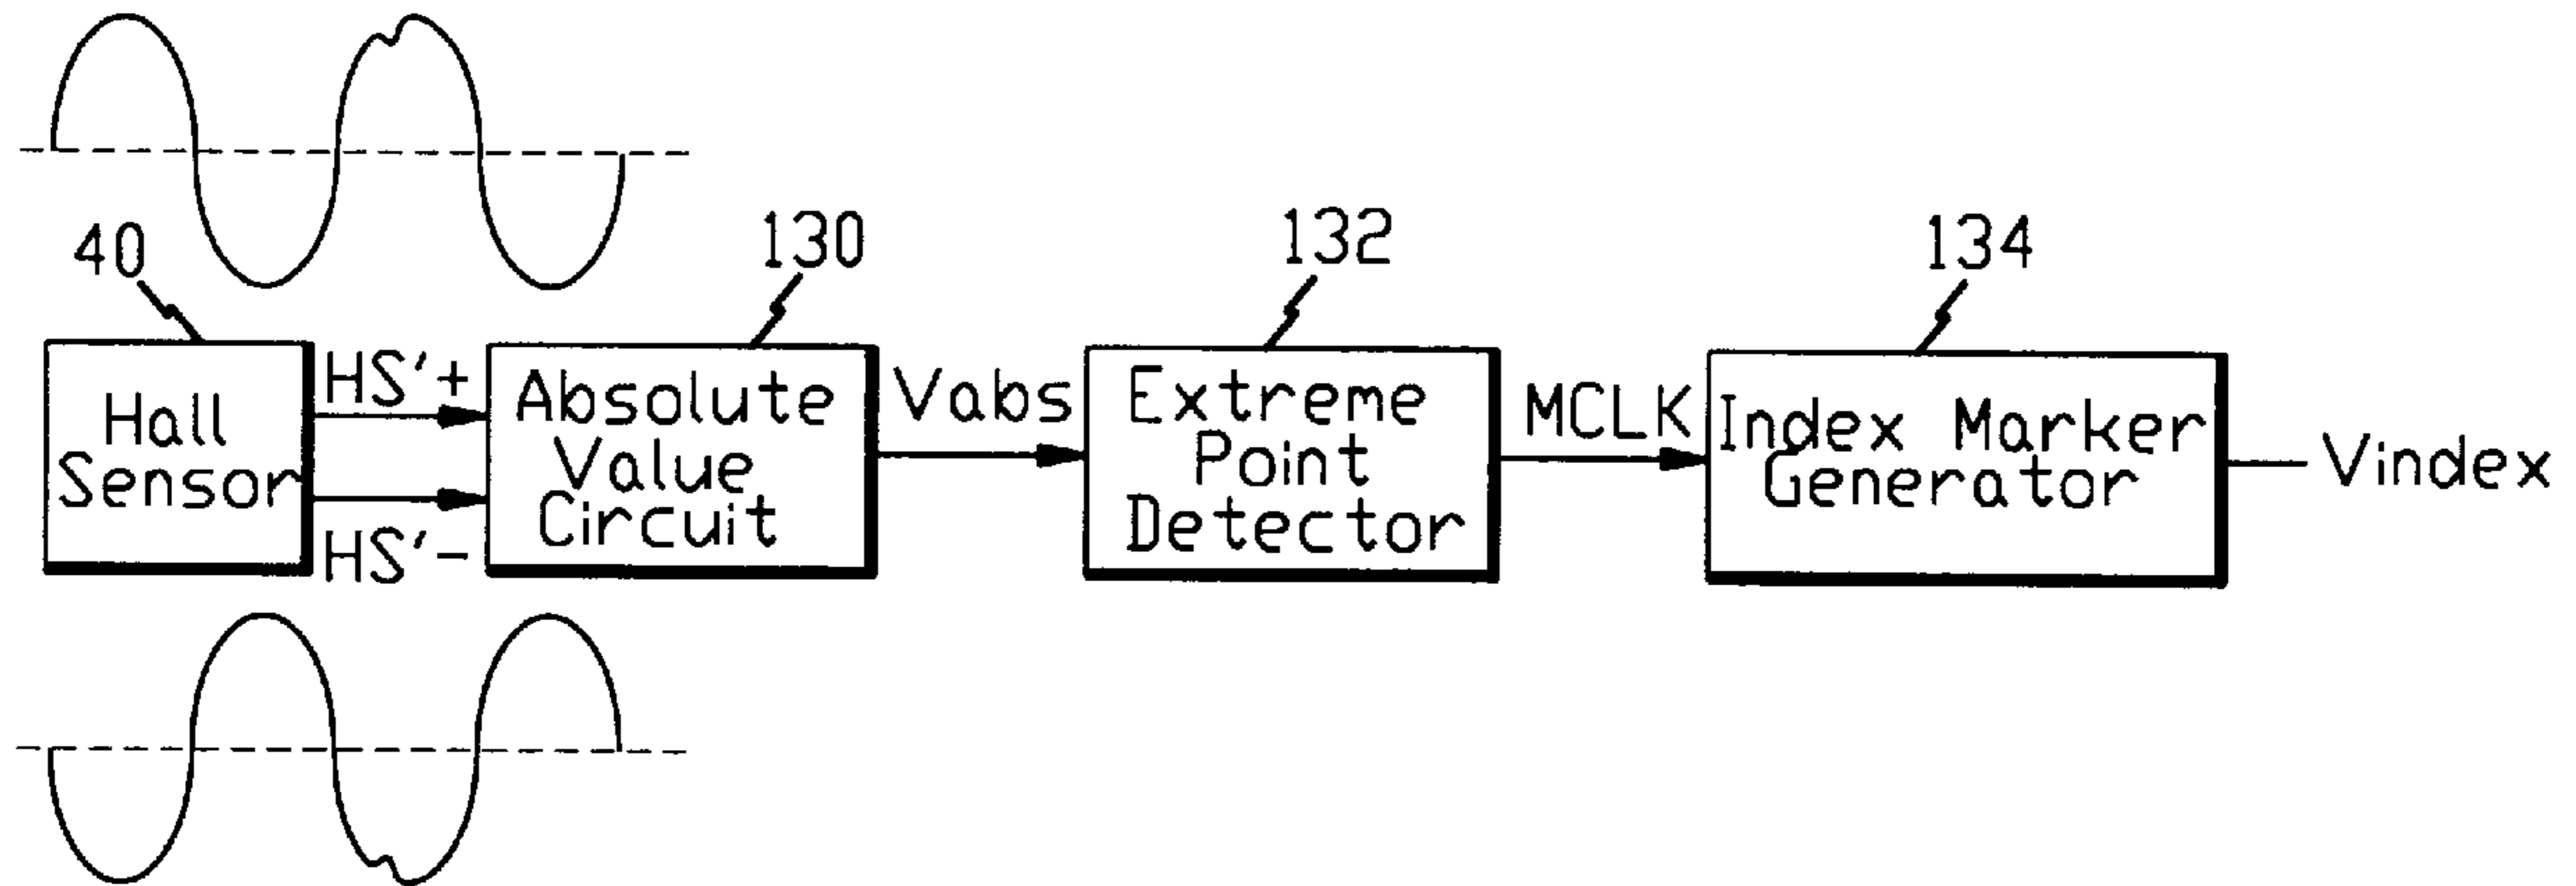 40
130
132
134
Hall
Sensor
HS'+
HS'-
Absolute
Value
Circuit
Vabs
Extreme
Point
Detector
MCLK
Index Marker
Generator
Vindex